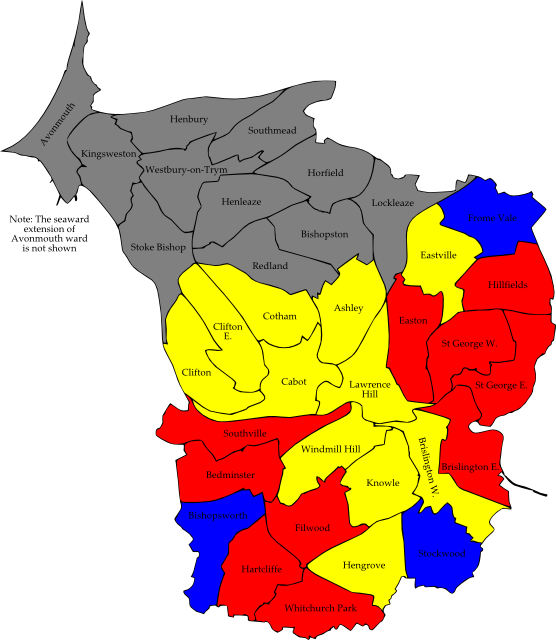 Avonmouth
Henbury
Southmead
Kingsweston
Westbury-on-Trym
Horfield
Lockleaze
Henleaze
Frome Vale
Note: The seaward
extension of
Avonmouth ward
is not shown
Stoke Bishop
Bishopston
Eastville
Redland
Hillfields
Cotham
Ashley
Easton
Clifton
E.
St George W.
Clifton
Cabot
Lawrence
Hill
St George E.
Southville
Windmill Hill
Brislington W.
Brislington E.
Bedminster
Knowle
Bishopsworth
Filwood
Stockwood
Hartcliffe
Hengrove
Whitchurch Park